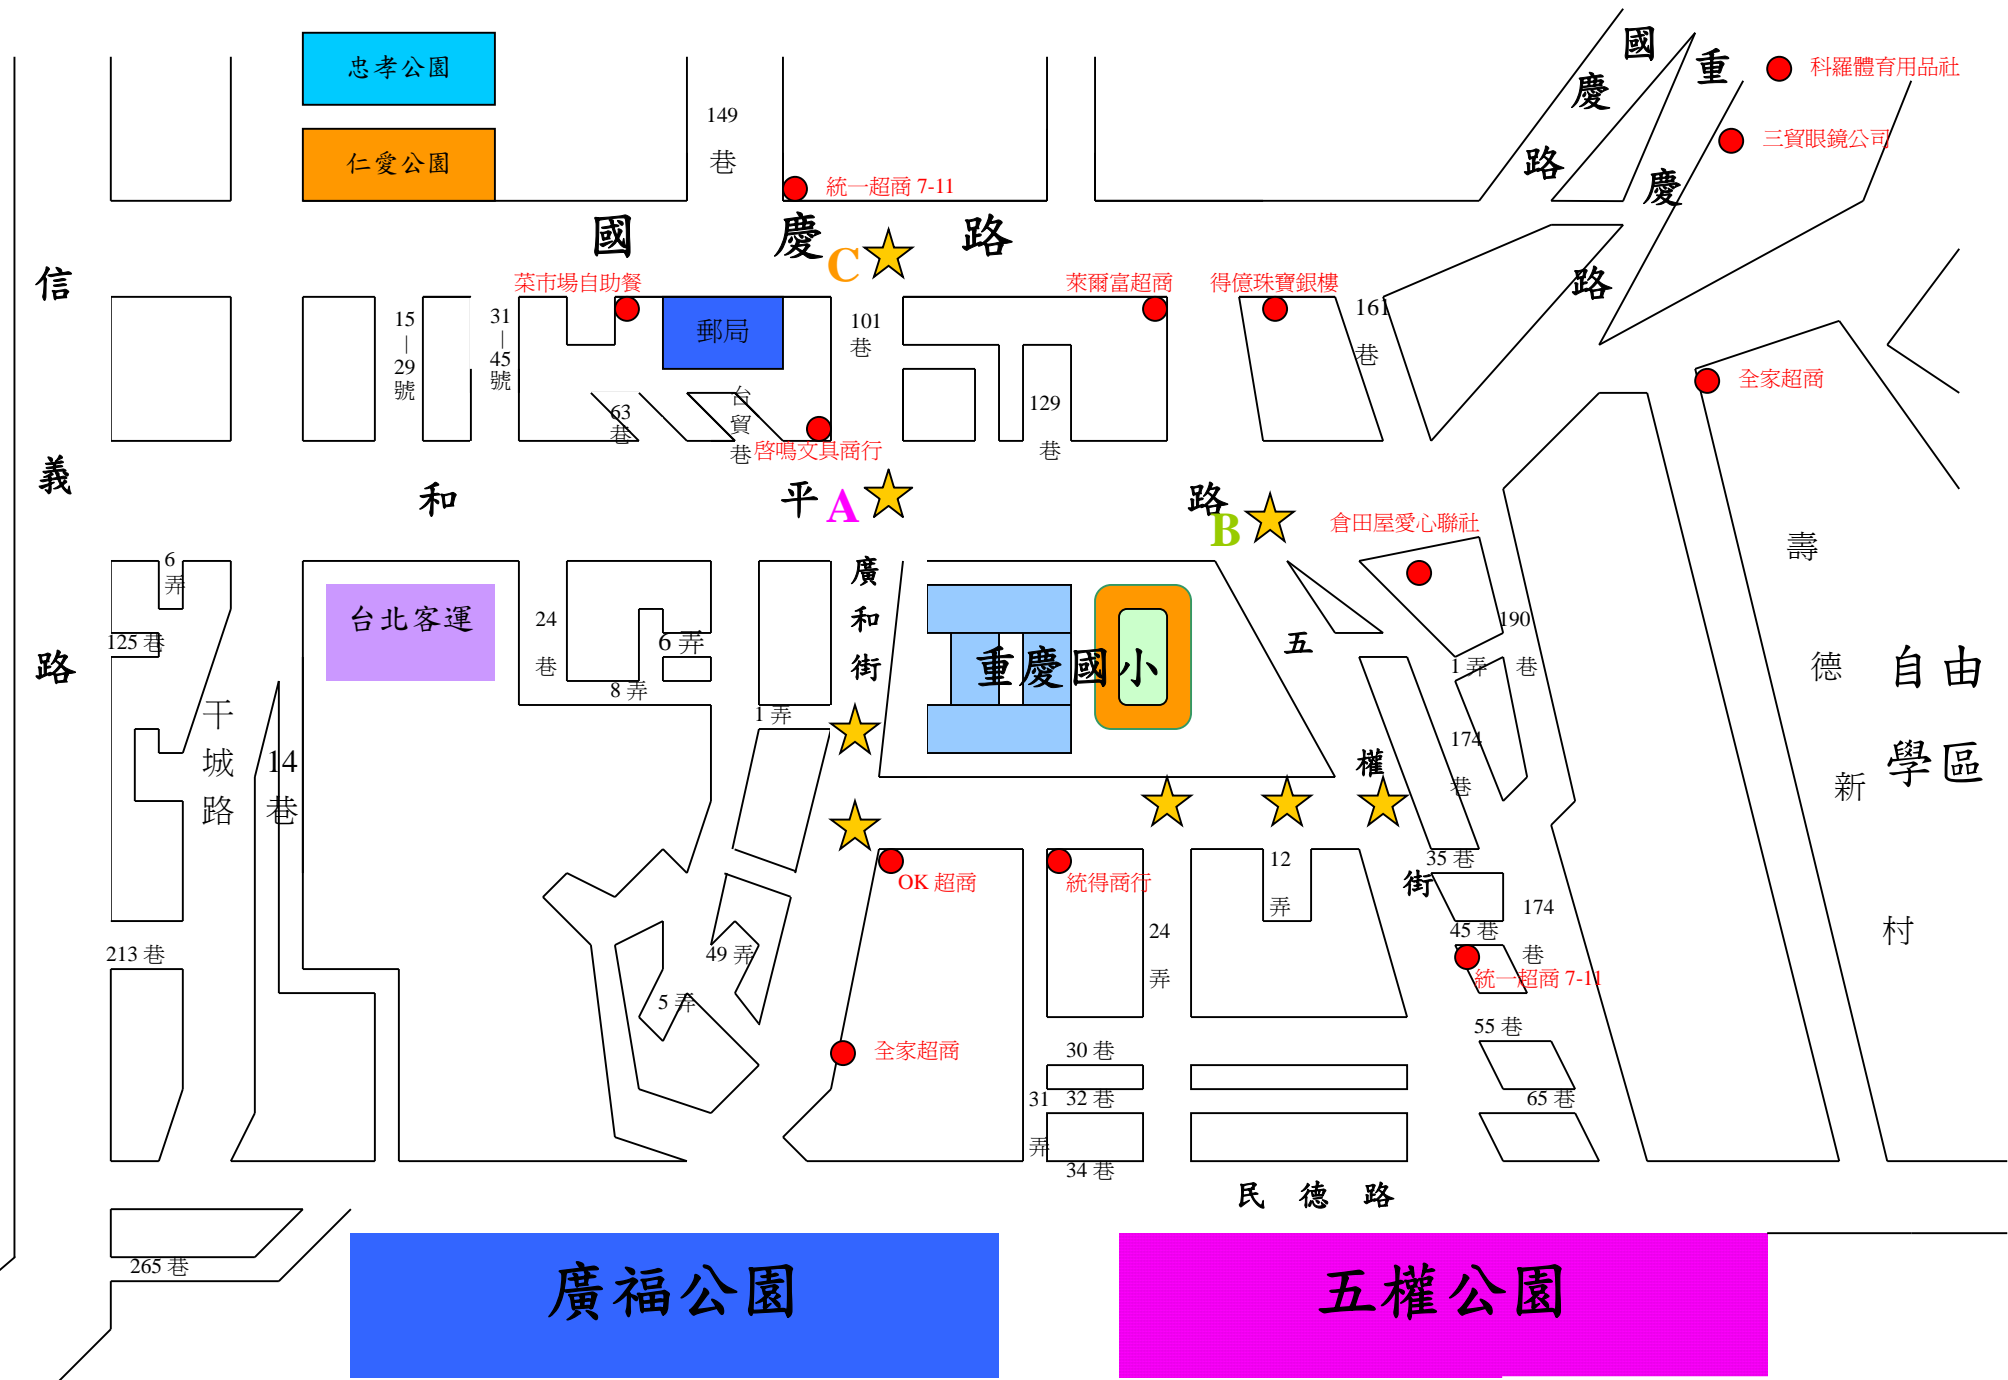 忠孝公園
仁愛公園
149
巷
統一超商 7-11
國慶路
重慶路
科羅體育用品社
三貿眼鏡公司
國慶路
C
信義路
菜市場自助餐
萊爾富超商
得億珠寶銀樓
15
|
29
號
31
|
45
號
郵局
101
巷
161
巷
63
巷
台貿巷
啓鳴文具商行
129
巷
全家超商
和平路
A
B
倉田屋愛心聯社
6
弄
125 巷
台北客運
24
巷
6 弄
8 弄
1 弄
廣和街
重慶國小
五權街
190
巷
1 弄
174
巷
壽德新村
自由
學區
干城路
14
巷
OK 超商
統得商行
12
弄
35 巷
174
巷
45 巷
統一超商 7-11
213 巷
49 弄
5 弄
24
弄
全家超商
30 巷
31
弄
32 巷
34 巷
55 巷
65 巷
民德路
265 巷
廣福公園
五權公園